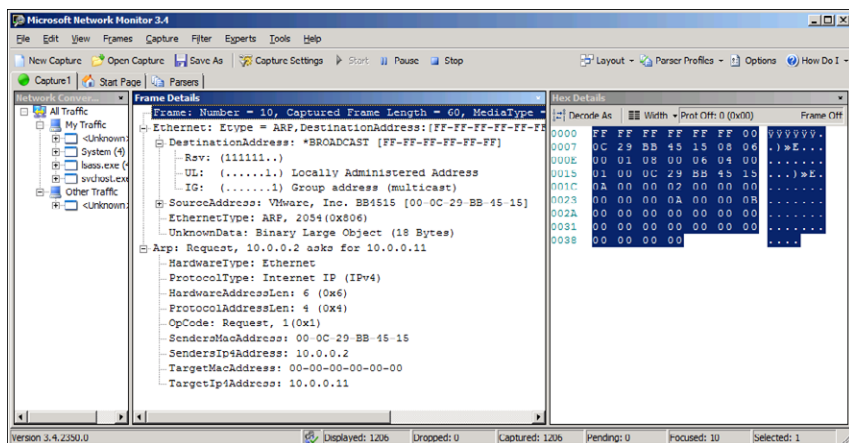 Microsoft Network Monitor 3.4
File Edit View Frames Capture Filter Experts Tools Help
New Capture Open Capture Save As Capture Settings Start Pause Stop Layout Parser Profiles Options How Do I
Capture1 Start Page Parsers
Network Conver...
All Traffic
My Traffic
<Unknown>
System (4)
lsass.exe (4
svchost.exe
Other Traffic
<Unknown>
Frame Details
Frame: Number = 10, Captured Frame Length = 60, MediaType =
Ethernet: Etype = ARP,DestinationAddress:[FF-FF-FF-FF-FF-FF
DestinationAddress: *BROADCAST [FF-FF-FF-FF-FF-FF]
Rsv: (111111..)
UL: (......1.) Locally Administered Address
IG: (.......1) Group address (multicast)
SourceAddress: VMware, Inc. BB4515 [00-0C-29-BB-45-15]
EthernetType: ARP, 2054(0x806)
UnknownData: Binary Large Object (18 Bytes)
Arp: Request, 10.0.0.2 asks for 10.0.0.11
HardwareType: Ethernet
ProtocolType: Internet IP (IPv4)
HardwareAddressLen: 6 (0x6)
ProtocolAddressLen: 4 (0x4)
OpCode: Request, 1(0x1)
SendersMacAddress: 00-0C-29-BB-45-15
SendersIp4Address: 10.0.0.2
TargetMacAddress: 00-00-00-00-00-00
TargetIp4Address: 10.0.0.11
Hex Details
Decode As Width Prot Off: 0 (0x00) Frame Off
0000 FF FF FF FF FF FF 00 ÿÿÿÿÿÿ.
0007 0C 29 BB 45 15 08 06 .)»E...
000E 00 01 08 00 06 04 00 .......
0015 01 00 0C 29 BB 45 15 ...)»E.
001C 0A 00 00 02 00 00 00 .......
0023 00 00 00 0A 00 00 0B .......
002A 00 00 00 00 00 00 00 .......
0031 00 00 00 00 00 00 00 .......
0038 00 00 00 00 ....
Version 3.4.2350.0 Displayed: 1206 Dropped: 0 Captured: 1206 Pending: 0 Focused: 10 Selected: 1